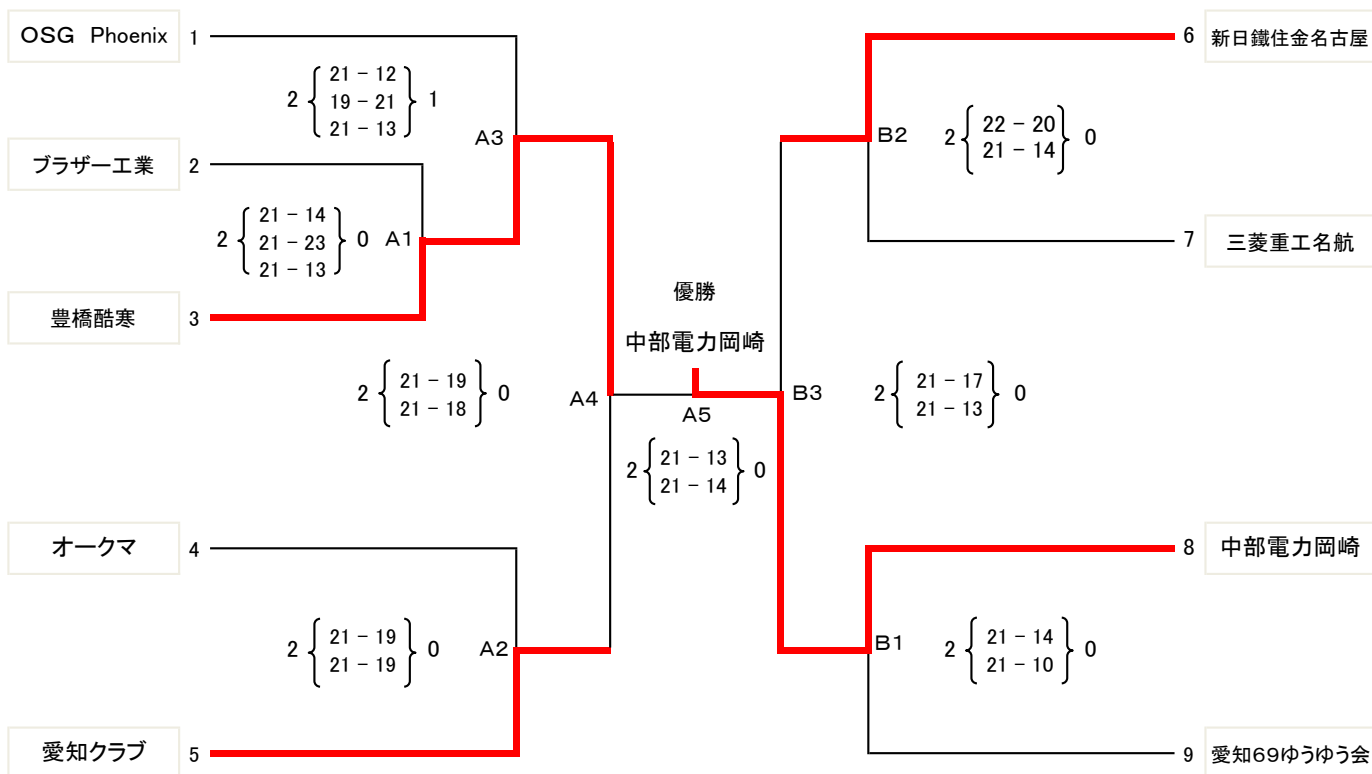 OSG Phoenix 1
2 { 21 - 12
19 - 21
21 - 13 } 1
A3
ブラザー工業 2
2 { 21 - 14
21 - 23
21 - 13 } 0
A1
豊橋酷寒 3
2 { 21 - 19
21 - 18 } 0
A4
オークマ 4
2 { 21 - 19
21 - 19 } 0
A2
愛知クラブ 5
優勝
中部電力岡崎
A5
2 { 21 - 13
21 - 14 } 0
6 新日鐵住金名古屋
B2
2 { 22 - 20
21 - 14 } 0
7 三菱重工名航
B3
2 { 21 - 17
21 - 13 } 0
8 中部電力岡崎
B1
2 { 21 - 14
21 - 10 } 0
9 愛知69ゆうゆう会